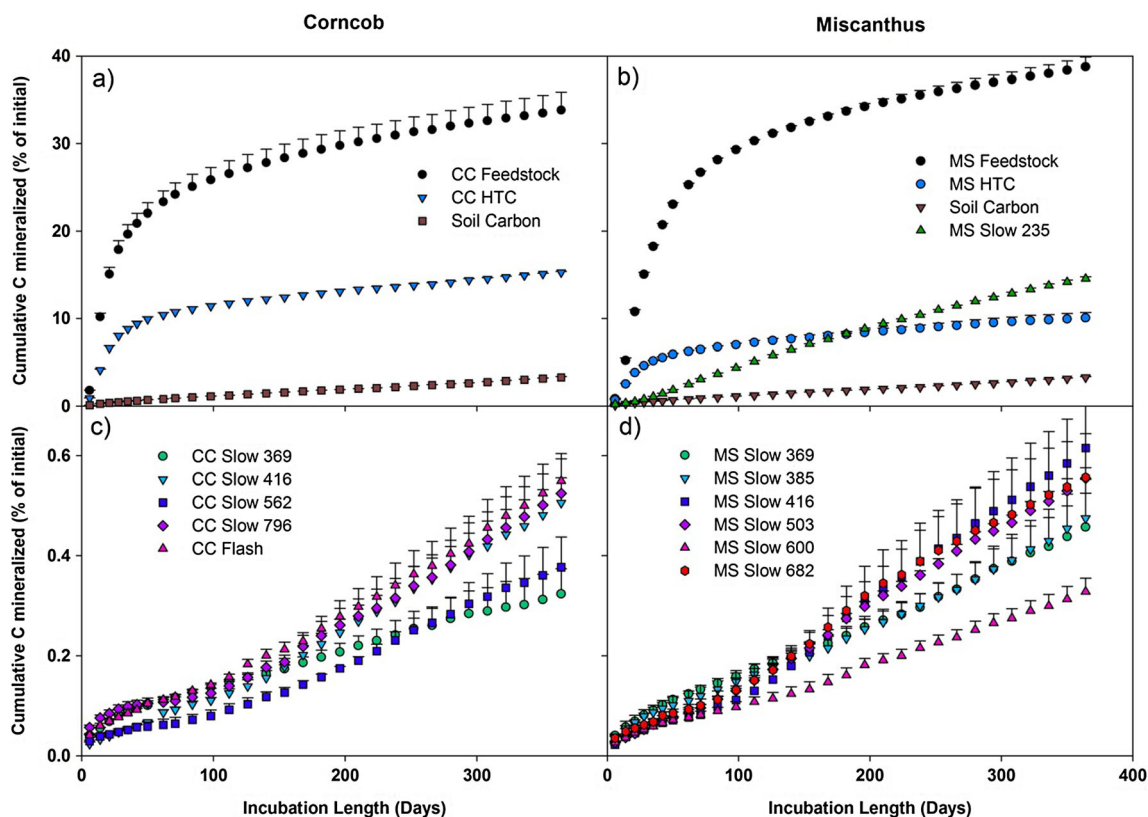 Corncob
Miscanthus
Cumulative C mineralized (% of initial)
40
30
20
10
0
a)
CC Feedstock
CC HTC
Soil Carbon
b)
MS Feedstock
MS HTC
Soil Carbon
MS Slow 235
Cumulative C mineralized (% of initial)
0.6
0.4
0.2
0.0
c)
CC Slow 369
CC Slow 416
CC Slow 562
CC Slow 796
CC Flash
d)
MS Slow 369
MS Slow 385
MS Slow 416
MS Slow 503
MS Slow 600
MS Slow 682
0 100 200 300 0 100 200 300 400
Incubation Length (Days)
Incubation Length (Days)